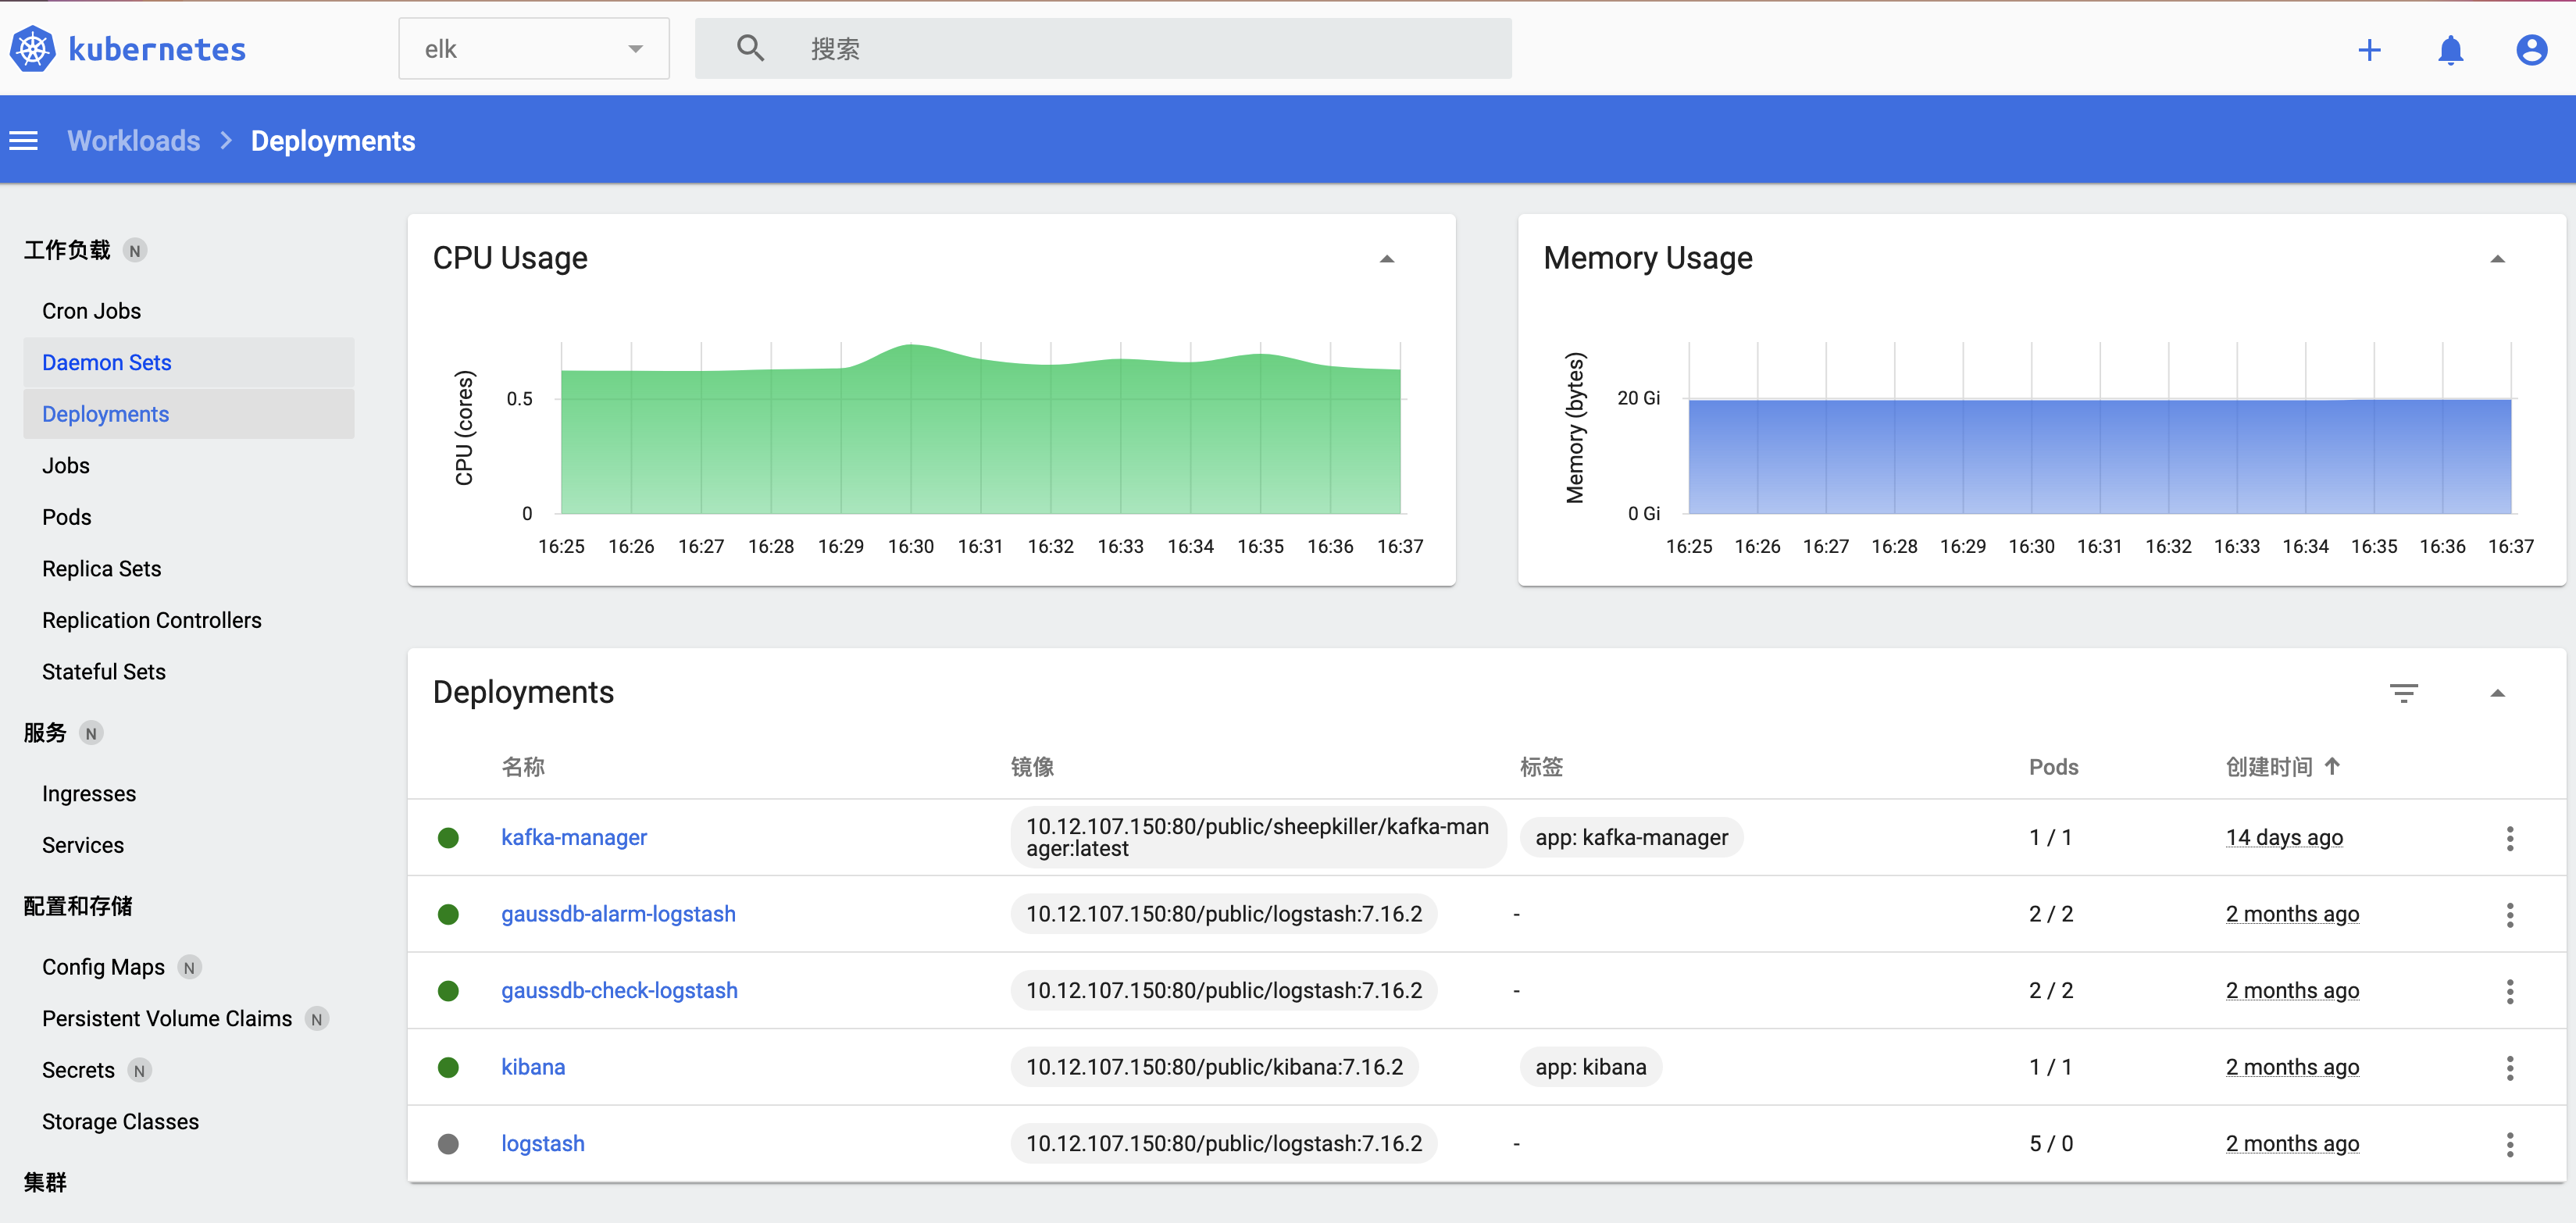 kubernetes
elk
搜索
Workloads
Deployments
工作负载 N
Cron Jobs
Daemon Sets
Deployments
Jobs
Pods
Replica Sets
Replication Controllers
Stateful Sets
服务 N
Ingresses
Services
配置和存储
Config Maps N
Persistent Volume Claims N
Secrets N
Storage Classes
集群
CPU Usage
CPU (cores)
0.5
0
16:25 16:26 16:27 16:28 16:29 16:30 16:31 16:32 16:33 16:34 16:35 16:36 16:37
Memory Usage
Memory (bytes)
20 Gi
0 Gi
16:25 16:26 16:27 16:28 16:29 16:30 16:31 16:32 16:33 16:34 16:35 16:36 16:37
Deployments
名称 镜像 标签 Pods 创建时间
kafka-manager 10.12.107.150:80/public/sheepkiller/kafka-man
ager:latest app: kafka-manager 1 / 1 14 days ago
gaussdb-alarm-logstash 10.12.107.150:80/public/logstash:7.16.2 - 2 / 2 2 months ago
gaussdb-check-logstash 10.12.107.150:80/public/logstash:7.16.2 - 2 / 2 2 months ago
kibana 10.12.107.150:80/public/kibana:7.16.2 app: kibana 1 / 1 2 months ago
logstash 10.12.107.150:80/public/logstash:7.16.2 - 5 / 0 2 months ago